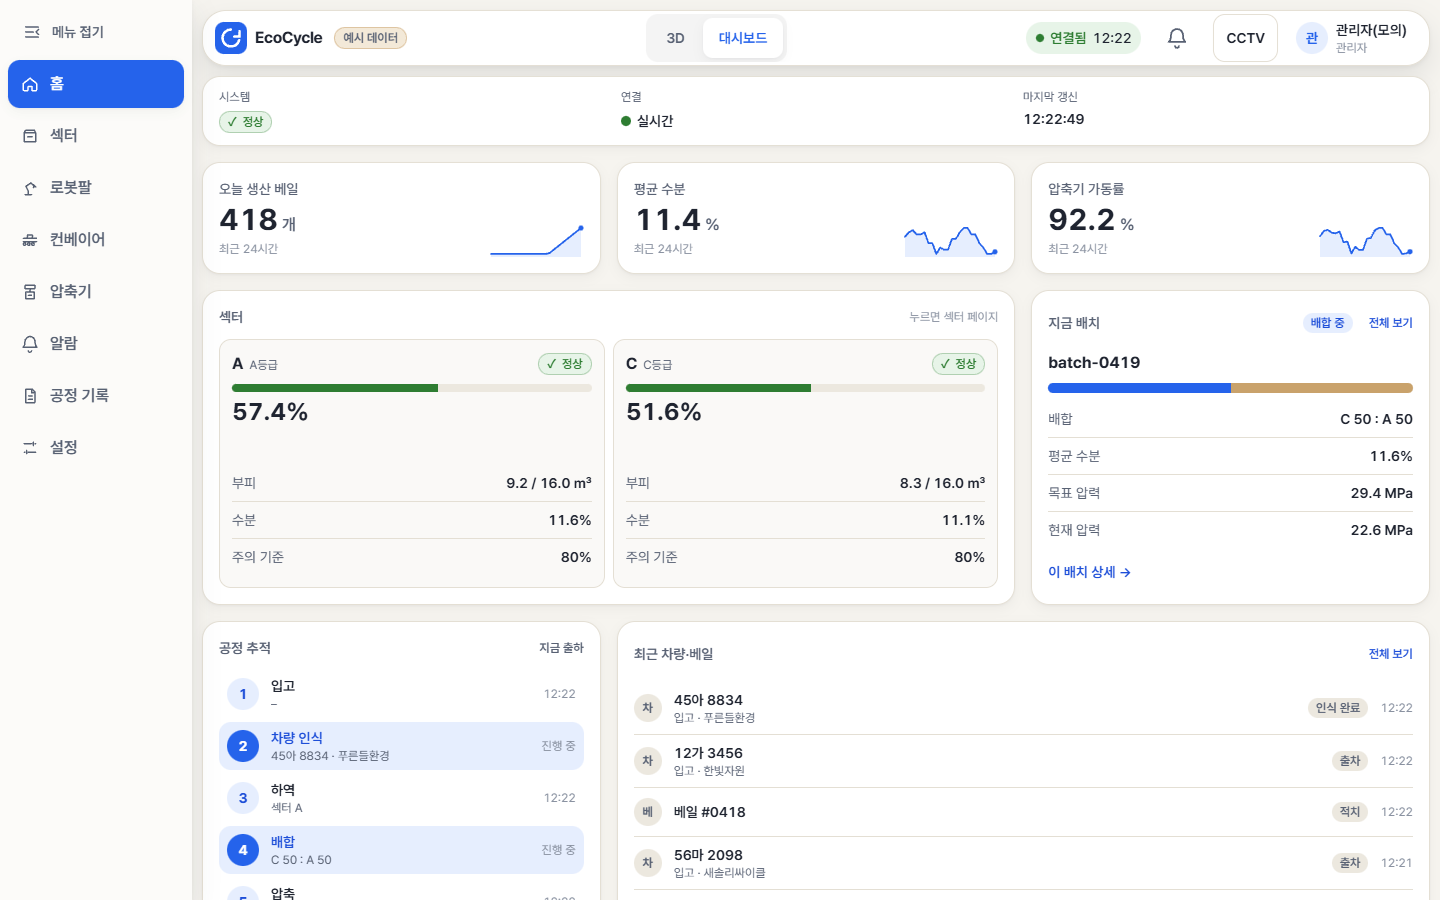 메뉴 접기
홈
섹터
로봇팔
컨베이어
압축기
알람
공정 기록
설정
EcoCycle 예시 데이터
3D 대시보드
연결됨 12:22
CCTV
관 관리자(모의)
관리자
시스템
✓ 정상
연결
실시간
마지막 갱신
12:22:49
오늘 생산 베일
418 개
최근 24시간
평균 수분
11.4 %
최근 24시간
압축기 가동률
92.2 %
최근 24시간
섹터 누르면 섹터 페이지
A A등급 ✓ 정상
57.4%
부피 9.2 / 16.0 m³
수분 11.6%
주의 기준 80%
C C등급 ✓ 정상
51.6%
부피 8.3 / 16.0 m³
수분 11.1%
주의 기준 80%
지금 배치 배합 중 전체 보기
batch-0419
배합 C 50 : A 50
평균 수분 11.6%
목표 압력 29.4 MPa
현재 압력 22.6 MPa
이 배치 상세 →
공정 추적 지금 출하
1 입고 12:22
–
2 차량 인식 진행 중
45아 8834 · 푸른들환경
3 하역 12:22
섹터 A
4 배합 진행 중
C 50 : A 50
압축
최근 차량·베일 전체 보기
차 45아 8834 인식 완료 12:22
입고 · 푸른들환경
차 12가 3456 출차 12:22
입고 · 한빛자원
베 베일 #0418 적치 12:22
차 56마 2098 출차 12:21
입고 · 새솔리싸이클